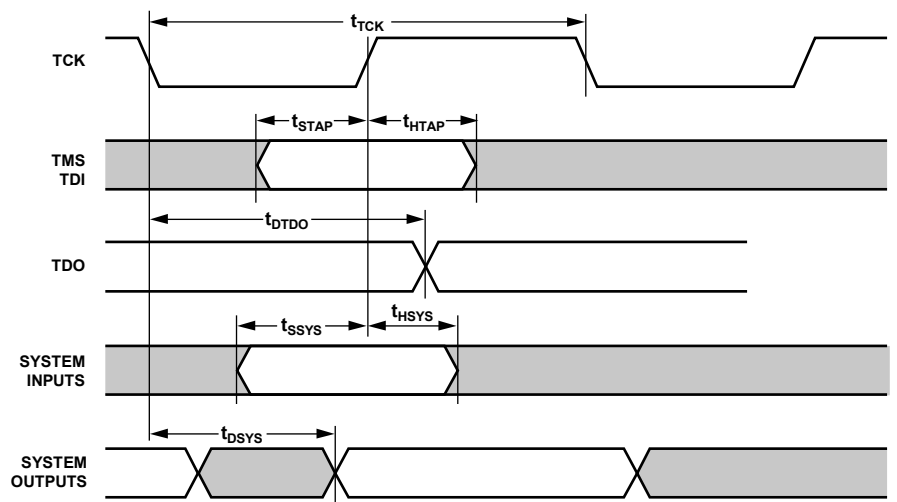 tTCK
TCK
tSTAP tHTAP
TMS
TDI
tDTDO
TDO
tSSYS tHSYS
SYSTEM
INPUTS
tDSYS
SYSTEM
OUTPUTS